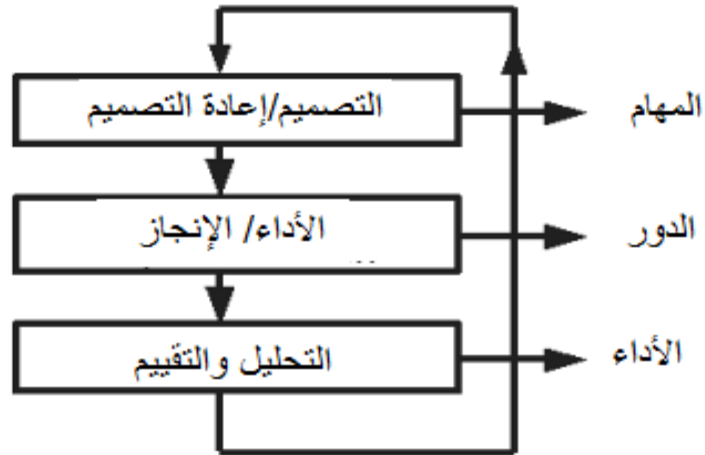 التصميم/إعادة التصميم
المهام
الأداء/ الإنجاز
الدور
التحليل والتقييم
الأداء